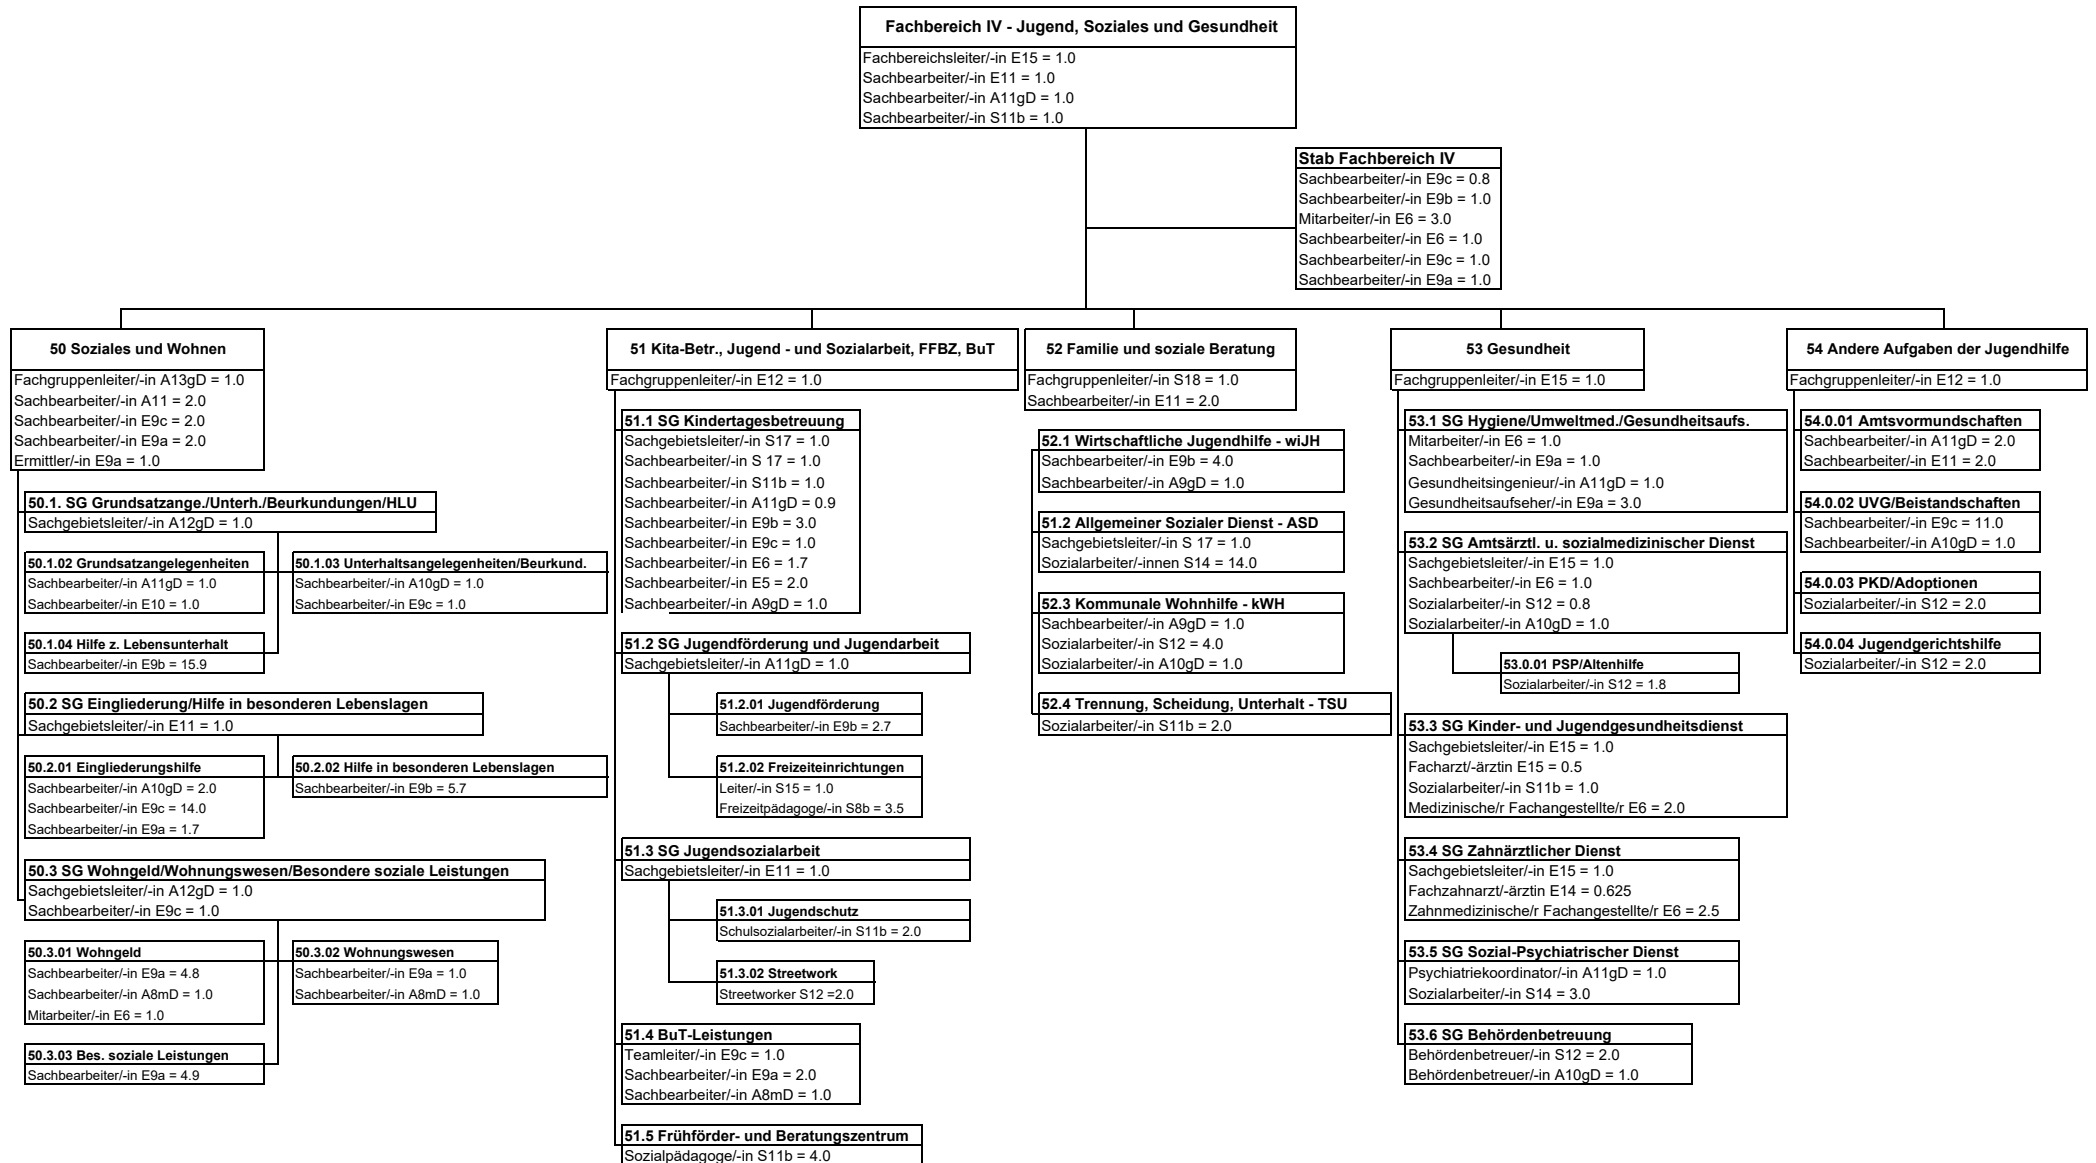 Fachbereich IV - Jugend, Soziales und Gesundheit
Fachbereichsleiter/-in E15 = 1.0
Sachbearbeiter/-in E11 = 1.0
Sachbearbeiter/-in A11gD = 1.0
Sachbearbeiter/-in S11b = 1.0
Stab Fachbereich IV
Sachbearbeiter/-in E9c = 0.8
Sachbearbeiter/-in E9b = 1.0
Mitarbeiter/-in E6 = 3.0
Sachbearbeiter/-in E6 = 1.0
Sachbearbeiter/-in E9c = 1.0
Sachbearbeiter/-in E9a = 1.0
50 Soziales und Wohnen
Fachgruppenleiter/-in A13gD = 1.0
Sachbearbeiter/-in A11 = 2.0
Sachbearbeiter/-in E9c = 2.0
Sachbearbeiter/-in E9a = 2.0
Ermittler/-in E9a = 1.0
50.1. SG Grundsatzange./Unterh./Beurkundungen/HLU
Sachgebietsleiter/-in A12gD = 1.0
50.1.02 Grundsatzangelegenheiten
Sachbearbeiter/-in A11gD = 1.0
Sachbearbeiter/-in E10 = 1.0
50.1.03 Unterhaltsangelegenheiten/Beurkund.
Sachbearbeiter/-in A10gD = 1.0
Sachbearbeiter/-in E9c = 1.0
50.1.04 Hilfe z. Lebensunterhalt
Sachbearbeiter/-in E9b = 15.9
50.2 SG Eingliederung/Hilfe in besonderen Lebenslagen
Sachgebietsleiter/-in E11 = 1.0
50.2.01 Eingliederungshilfe
Sachbearbeiter/-in A10gD = 2.0
Sachbearbeiter/-in E9c = 14.0
Sachbearbeiter/-in E9a = 1.7
50.2.02 Hilfe in besonderen Lebenslagen
Sachbearbeiter/-in E9b = 5.7
50.3 SG Wohngeld/Wohnungswesen/Besondere soziale Leistungen
Sachgebietsleiter/-in A12gD = 1.0
Sachbearbeiter/-in E9c = 1.0
50.3.01 Wohngeld
Sachbearbeiter/-in E9a = 4.8
Sachbearbeiter/-in A8mD = 1.0
Mitarbeiter/-in E6 = 1.0
50.3.02 Wohnungswesen
Sachbearbeiter/-in E9a = 1.0
Sachbearbeiter/-in A8mD = 1.0
50.3.03 Bes. soziale Leistungen
Sachbearbeiter/-in E9a = 4.9
51 Kita-Betr., Jugend - und Sozialarbeit, FFBZ, BuT
Fachgruppenleiter/-in E12 = 1.0
51.1 SG Kindertagesbetreuung
Sachgebietsleiter/-in S17 = 1.0
Sachbearbeiter/-in S 17 = 1.0
Sachbearbeiter/-in S11b = 1.0
Sachbearbeiter/-in A11gD = 0.9
Sachbearbeiter/-in E9b = 3.0
Sachbearbeiter/-in E9c = 1.0
Sachbearbeiter/-in E6 = 1.7
Sachbearbeiter/-in E5 = 2.0
Sachbearbeiter/-in A9gD = 1.0
51.2 SG Jugendförderung und Jugendarbeit
Sachgebietsleiter/-in A11gD = 1.0
51.2.01 Jugendförderung
Sachbearbeiter/-in E9b = 2.7
51.2.02 Freizeiteinrichtungen
Leiter/-in S15 = 1.0
Freizeitpädagoge/-in S8b = 3.5
51.3 SG Jugendsozialarbeit
Sachgebietsleiter/-in E11 = 1.0
51.3.01 Jugendschutz
Schulsozialarbeiter/-in S11b = 2.0
51.3.02 Streetwork
Streetworker S12 =2.0
51.4 BuT-Leistungen
Teamleiter/-in E9c = 1.0
Sachbearbeiter/-in E9a = 2.0
Sachbearbeiter/-in A8mD = 1.0
51.5 Frühförder- und Beratungszentrum
Sozialpädagoge/-in S11b = 4.0
52 Familie und soziale Beratung
Fachgruppenleiter/-in S18 = 1.0
Sachbearbeiter/-in E11 = 2.0
52.1 Wirtschaftliche Jugendhilfe - wiJH
Sachbearbeiter/-in E9b = 4.0
Sachbearbeiter/-in A9gD = 1.0
51.2 Allgemeiner Sozialer Dienst - ASD
Sachgebietsleiter/-in S 17 = 1.0
Sozialarbeiter/-innen S14 = 14.0
52.3 Kommunale Wohnhilfe - kWH
Sachbearbeiter/-in A9gD = 1.0
Sozialarbeiter/-in S12 = 4.0
Sozialarbeiter/-in A10gD = 1.0
52.4 Trennung, Scheidung, Unterhalt - TSU
Sozialarbeiter/-in S11b = 2.0
53 Gesundheit
Fachgruppenleiter/-in E15 = 1.0
53.1 SG Hygiene/Umweltmed./Gesundheitsaufs.
Mitarbeiter/-in E6 = 1.0
Sachbearbeiter/-in E9a = 1.0
Gesundheitsingenieur/-in A11gD = 1.0
Gesundheitsaufseher/-in E9a = 3.0
53.2 SG Amtsärztl. u. sozialmedizinischer Dienst
Sachgebietsleiter/-in E15 = 1.0
Sachbearbeiter/-in E6 = 1.0
Sozialarbeiter/-in S12 = 0.8
Sozialarbeiter/-in A10gD = 1.0
53.0.01 PSP/Altenhilfe
Sozialarbeiter/-in S12 = 1.8
53.3 SG Kinder- und Jugendgesundheitsdienst
Sachgebietsleiter/-in E15 = 1.0
Facharzt/-ärztin E15 = 0.5
Sozialarbeiter/-in S11b = 1.0
Medizinische/r Fachangestellte/r E6 = 2.0
53.4 SG Zahnärztlicher Dienst
Sachgebietsleiter/-in E15 = 1.0
Fachzahnarzt/-ärztin E14 = 0.625
Zahnmedizinische/r Fachangestellte/r E6 = 2.5
53.5 SG Sozial-Psychiatrischer Dienst
Psychiatriekoordinator/-in A11gD = 1.0
Sozialarbeiter/-in S14 = 3.0
53.6 SG Behördenbetreuung
Behördenbetreuer/-in S12 = 2.0
Behördenbetreuer/-in A10gD = 1.0
54 Andere Aufgaben der Jugendhilfe
Fachgruppenleiter/-in E12 = 1.0
54.0.01 Amtsvormundschaften
Sachbearbeiter/-in A11gD = 2.0
Sachbearbeiter/-in E11 = 2.0
54.0.02 UVG/Beistandschaften
Sachbearbeiter/-in E9c = 11.0
Sachbearbeiter/-in A10gD = 1.0
54.0.03 PKD/Adoptionen
Sozialarbeiter/-in S12 = 2.0
54.0.04 Jugendgerichtshilfe
Sozialarbeiter/-in S12 = 2.0